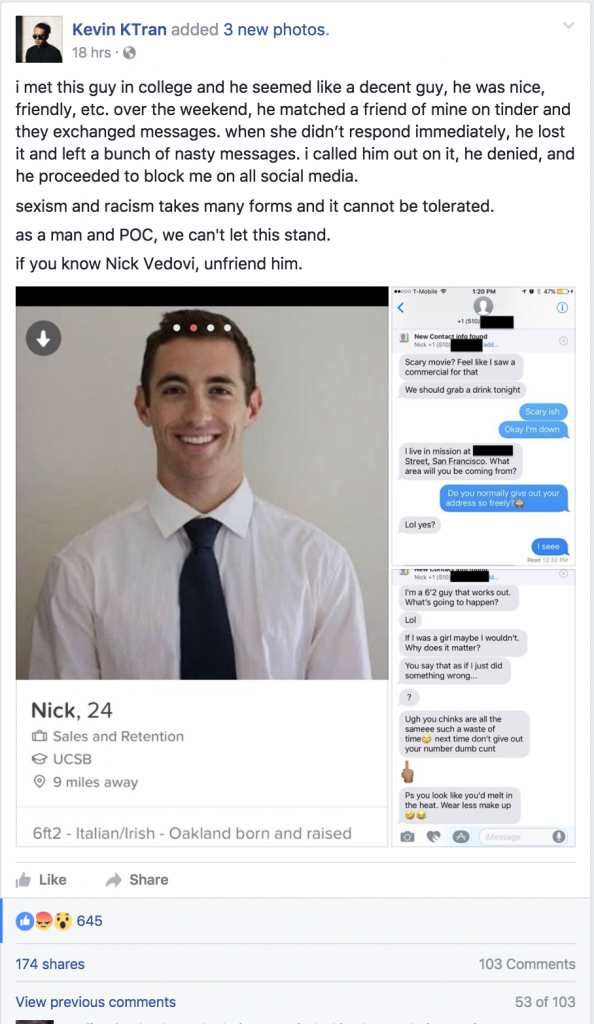 Kevin KTran added 3 new photos.
18 hrs ·
i met this guy in college and he seemed like a decent guy, he was nice,
friendly, etc. over the weekend, he matched a friend of mine on tinder and
they exchanged messages. when she didn't respond immediately, he lost
it and left a bunch of nasty messages. i called him out on it, he denied, and
he proceeded to block me on all social media.
sexism and racism takes many forms and it cannot be tolerated.
as a man and POC, we can't let this stand.
if you know Nick Vedovi, unfriend him.
Nick, 24
Sales and Retention
UCSB
9 miles away
6ft2 - Italian/Irish - Oakland born and raised
T-Mobile
1:20 PM
47%
+1 (510)
New Contact info found
Nick +1 (510) add...
Scary movie? Feel like I saw a
commercial for that
We should grab a drink tonight
Scary ish
Okay I'm down
I live in mission at
Street, San Francisco. What
area will you be coming from?
Do you normally give out your
address so freely?🙈
Lol yes?
I seee
Read 12:32 PM
New Contact info found
Nick +1 (510)
I'm a 6'2 guy that works out.
What's going to happen?
Lol
If I was a girl maybe I wouldn't.
Why does it matter?
You say that as if I just did
something wrong...
?
Ugh you chinks are all the
sameee such a waste of
time next time don't give out
your number dumb cunt
🖕🏽
Ps you look like you'd melt in
the heat. Wear less make up
iMessage
Like
Share
645
174 shares
103 Comments
View previous comments
53 of 103